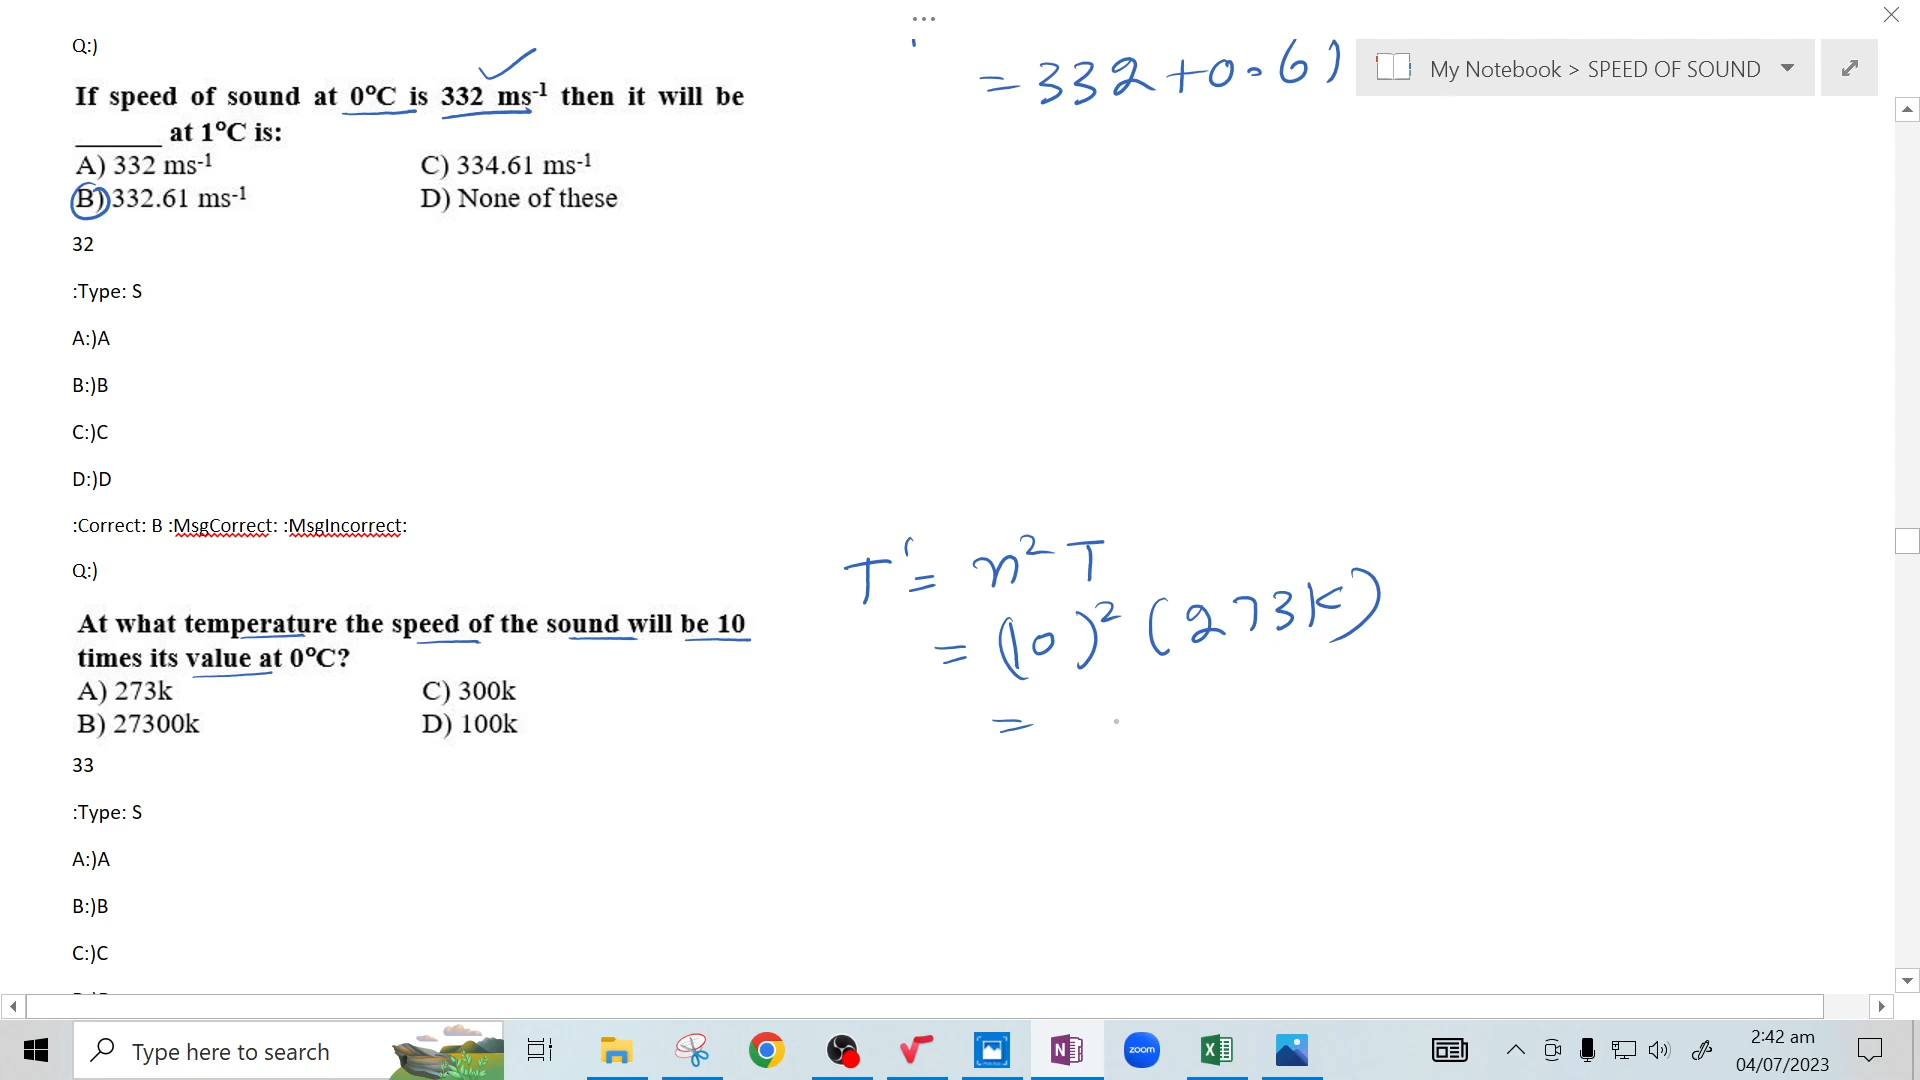 Q:)
If speed of sound at 0°C is 332 ms-1 then it will be
______ at 1°C is:
A) 332 ms-1 C) 334.61 ms-1
B) 332.61 ms-1 D) None of these
32
:Type: S
A:)A
B:)B
C:)C
D:)D
:Correct: B :MsgCorrect: :MsgIncorrect:
Q:)
At what temperature the speed of the sound will be 10
times its value at 0°C?
A) 273k C) 300k
B) 27300k D) 100k
33
:Type: S
A:)A
B:)B
C:)C
= 332 + 0.61
My Notebook > SPEED OF SOUND
T' = n² T
= (10)² (273K)
=
Type here to search
zoom
2:42 am
04/07/2023